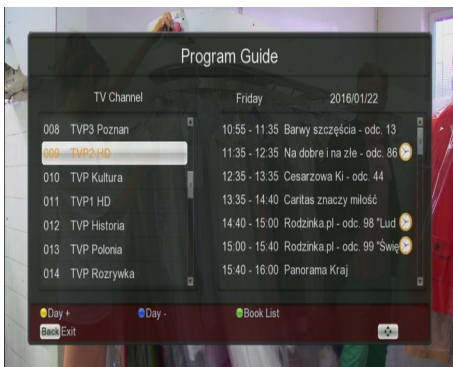 Program Guide
TV Channel
Friday 2016/01/22
008 TVP3 Poznan
009 TVP2 HD
010 TVP Kultura
011 TVP1 HD
012 TVP Historia
013 TVP Polonia
014 TVP Rozrywka
10:55 - 11:35 Barwy szczęścia - odc. 13
11:35 - 12:35 Na dobre i na złe - odc. 86
12:35 - 13:35 Cesarzowa Ki - odc. 44
13:35 - 14:40 Caritas znaczy miłość
14:40 - 15:00 Rodzinka.pl - odc. 98 "Lud
15:00 - 15:40 Rodzinka.pl - odc. 99 "Świę
15:40 - 16:00 Panorama Kraj
Day + Day - Book List
Back Exit